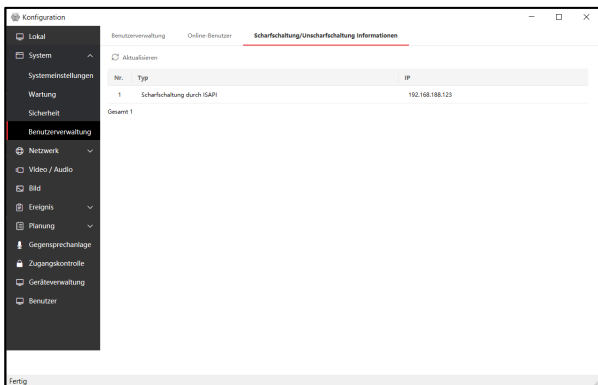 Konfiguration
Lokal
System
Systemeinstellungen
Wartung
Sicherheit
Benutzerverwaltung
Netzwerk
Video / Audio
Bild
Ereignis
Planung
Gegensprechanlage
Zugangskontrolle
Geräteverwaltung
Benutzer
Benutzerverwaltung Online-Benutzer Scharfschaltung/Unscharfschaltung Informationen
Aktualisieren
Nr. Typ IP
1 Scharfschaltung durch ISAPI 192.168.188.123
Gesamt 1
Fertig